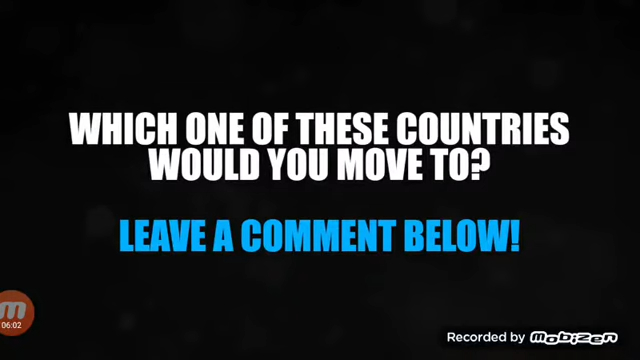 WHICH ONE OF THESE COUNTRIES
WOULD YOU MOVE TO?
LEAVE A COMMENT BELOW!
06:02
Recorded by mobizen